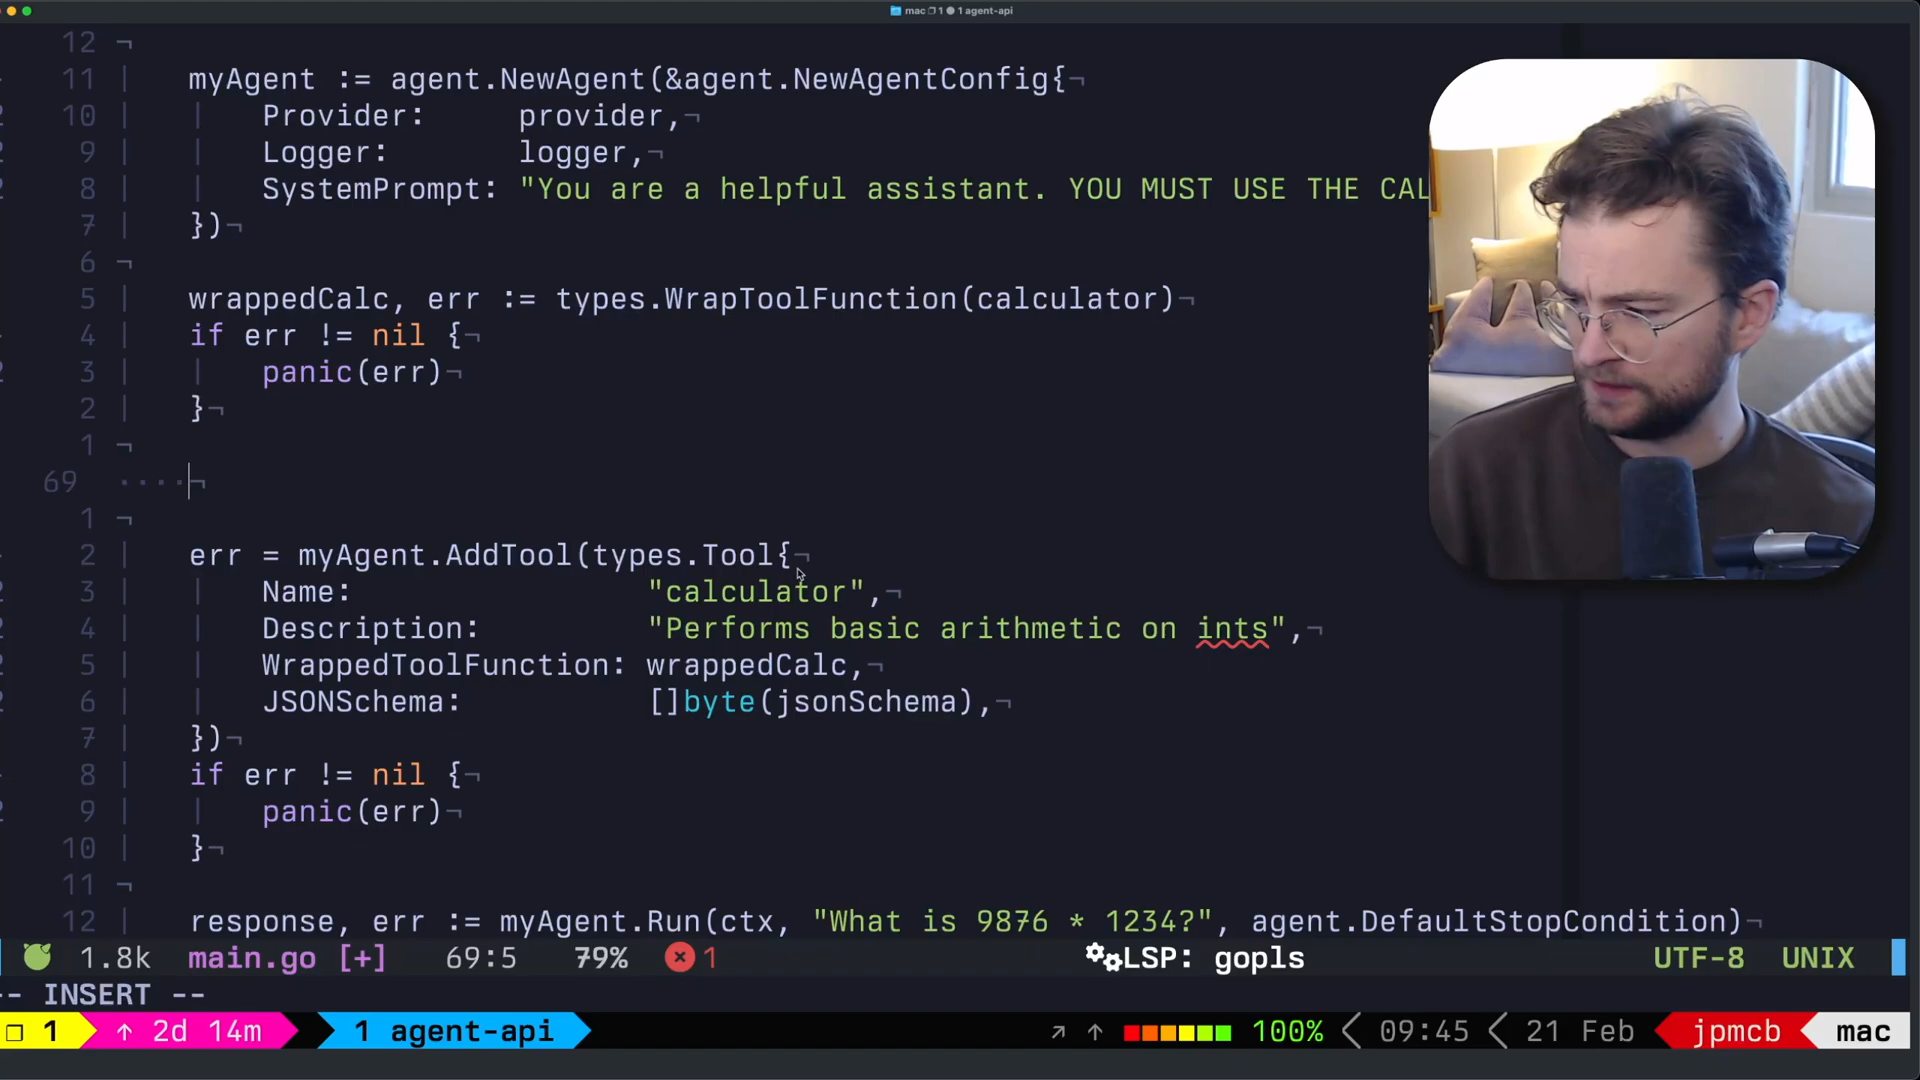 mac 1 1 agent-api
12 ¬
11 myAgent := agent.NewAgent(&agent.NewAgentConfig{¬
10 Provider: provider,¬
9 Logger: logger,¬
8 SystemPrompt: "You are a helpful assistant. YOU MUST USE THE CAL
7 })¬
6 ¬
5 wrappedCalc, err := types.WrapToolFunction(calculator)¬
4 if err != nil {¬
3 panic(err)¬
2 }¬
1 ¬
69 ····¬
1 ¬
2 err = myAgent.AddTool(types.Tool{¬
3 Name: "calculator",¬
4 Description: "Performs basic arithmetic on ints",¬
5 WrappedToolFunction: wrappedCalc,¬
6 JSONSchema: []byte(jsonSchema),¬
7 })¬
8 if err != nil {¬
9 panic(err)¬
10 }¬
11 ¬
12 response, err := myAgent.Run(ctx, "What is 9876 * 1234?", agent.DefaultStopCondition)¬
1.8k main.go [+] 69:5 79% 1 LSP: gopls UTF-8 UNIX
-- INSERT --
1 ↑ 2d 14m 1 agent-api ↗ ↑ 100% 09:45 21 Feb jpmcb mac